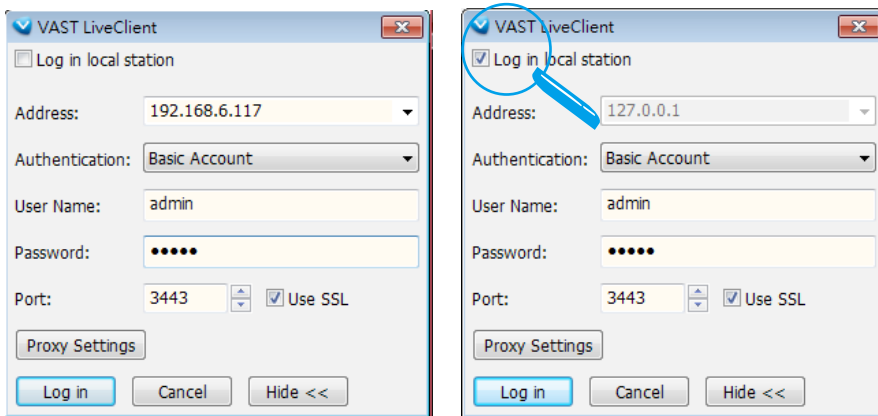 VAST LiveClient
Log in local station
Address: 192.168.6.117
Authentication: Basic Account
User Name: admin
Password: •••••
Port: 3443 Use SSL
Proxy Settings
Log in Cancel Hide <<
VAST LiveClient
Log in local station
Address: 127.0.0.1
Authentication: Basic Account
User Name: admin
Password: •••••
Port: 3443 Use SSL
Proxy Settings
Log in Cancel Hide <<